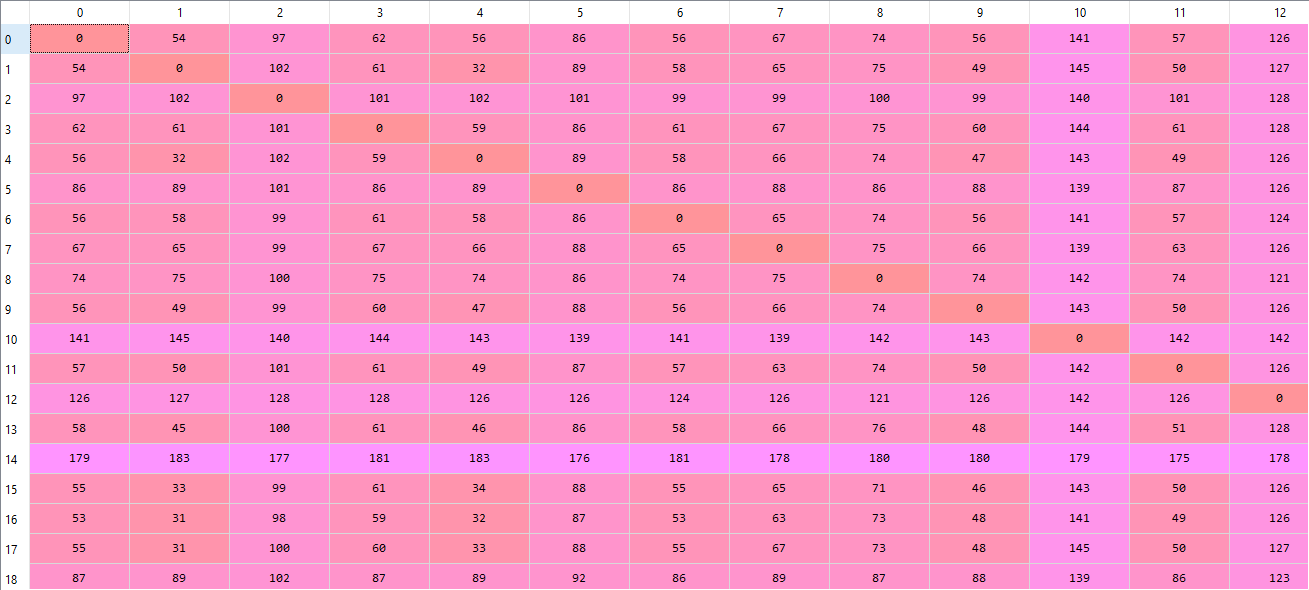 0 1 2 3 4 5 6 7 8 9 10 11 12
0 0 54 97 62 56 86 56 67 74 56 141 57 126
1 54 0 102 61 32 89 58 65 75 49 145 50 127
2 97 102 0 101 102 101 99 99 100 99 140 101 128
3 62 61 101 0 59 86 61 67 75 60 144 61 128
4 56 32 102 59 0 89 58 66 74 47 143 49 126
5 86 89 101 86 89 0 86 88 86 88 139 87 126
6 56 58 99 61 58 86 0 65 74 56 141 57 124
7 67 65 99 67 66 88 65 0 75 66 139 63 126
8 74 75 100 75 74 86 74 75 0 74 142 74 121
9 56 49 99 60 47 88 56 66 74 0 143 50 126
10 141 145 140 144 143 139 141 139 142 143 0 142 142
11 57 50 101 61 49 87 57 63 74 50 142 0 126
12 126 127 128 128 126 126 124 126 121 126 142 126 0
13 58 45 100 61 46 86 58 66 76 48 144 51 128
14 179 183 177 181 183 176 181 178 180 180 179 175 178
15 55 33 99 61 34 88 55 65 71 46 143 50 126
16 53 31 98 59 32 87 53 63 73 48 141 49 126
17 55 31 100 60 33 88 55 67 73 48 145 50 127
18 87 89 102 87 89 92 86 89 87 88 139 86 123